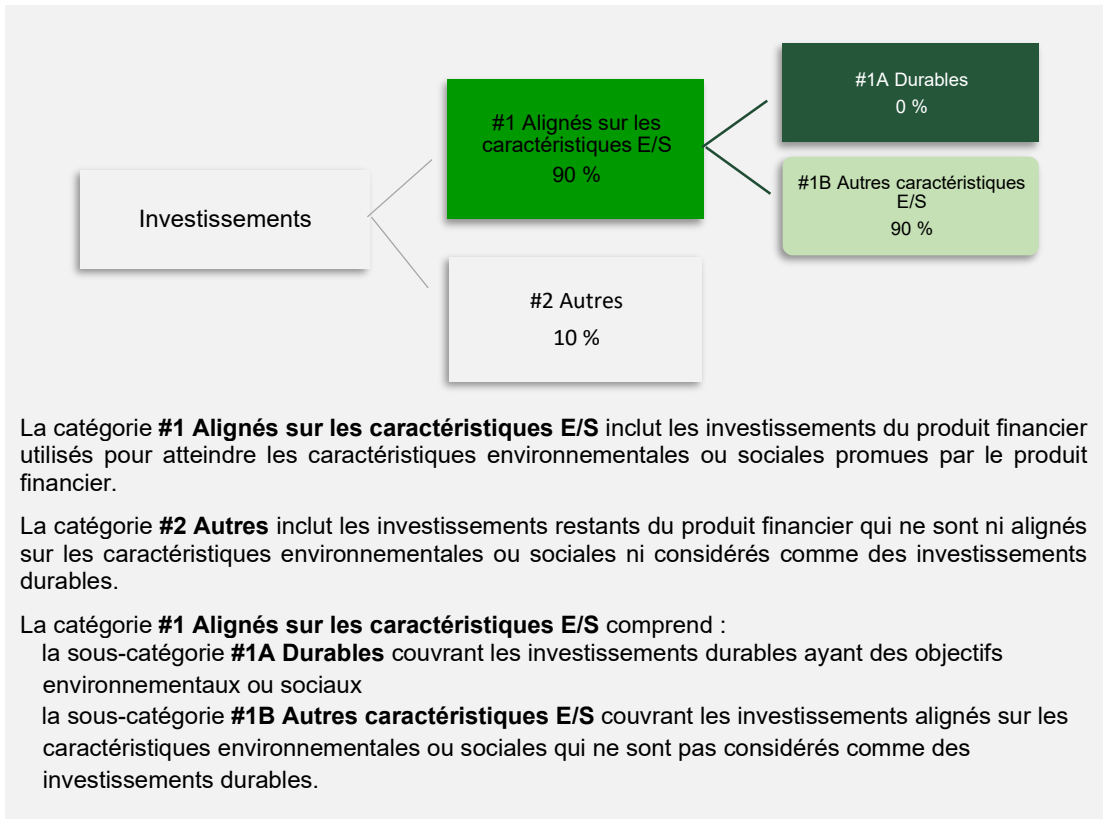 #1A Durables
0 %
#1 Alignés sur les
caractéristiques E/S
90 %
#1B Autres caractéristiques
E/S
90 %
Investissements
#2 Autres
10 %
La catégorie #1 Alignés sur les caractéristiques E/S inclut les investissements du produit financier
utilisés pour atteindre les caractéristiques environnementales ou sociales promues par le produit
financier.
La catégorie #2 Autres inclut les investissements restants du produit financier qui ne sont ni alignés
sur les caractéristiques environnementales ou sociales ni considérés comme des investissements
durables.
La catégorie #1 Alignés sur les caractéristiques E/S comprend :
la sous-catégorie #1A Durables couvrant les investissements durables ayant des objectifs
environnementaux ou sociaux
la sous-catégorie #1B Autres caractéristiques E/S couvrant les investissements alignés sur les
caractéristiques environnementales ou sociales qui ne sont pas considérés comme des
investissements durables.